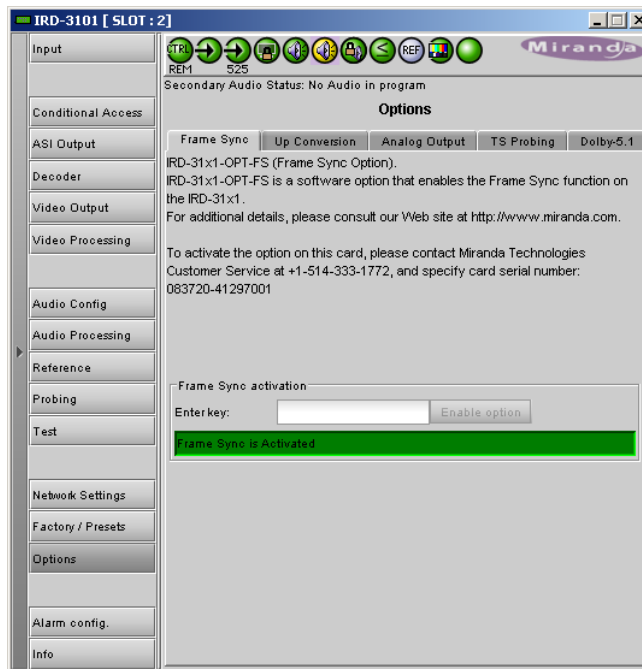 IRD-3101 [ SLOT : 2]
Input
Conditional Access
ASI Output
Decoder
Video Output
Video Processing
Audio Config
Audio Processing
Reference
Probing
Test
Network Settings
Factory / Presets
Options
Alarm config.
Info
CTRL
REF
Miranda
REM
525
Secondary Audio Status: No Audio in program
Options
Frame Sync
Up Conversion
Analog Output
TS Probing
Dolby-5.1
IRD-31x1-OPT-FS (Frame Sync Option).
IRD-31x1-OPT-FS is a software option that enables the Frame Sync function on
the IRD-31x1.
For additional details, please consult our Web site at http://www.miranda.com.
To activate the option on this card, please contact Miranda Technologies
Customer Service at +1-514-333-1772, and specify card serial number:
083720-41297001
Frame Sync activation
Enter key:
Enable option
Frame Sync is Activated